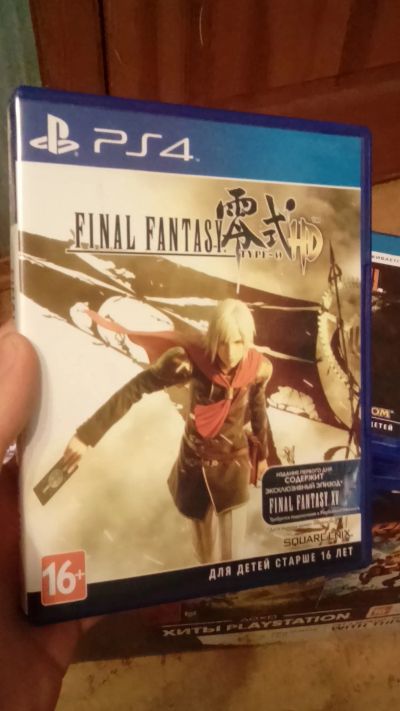 PS4
FINAL FANTASY 零式 HD
TYPE-0
ИЗДАНИЕ ПЕРВОГО ДНЯ
СОДЕРЖИТ
ЭКСКЛЮЗИВНЫЙ ЭПИЗОД
FINAL FANTASY XV
SQUARE ENIX
16+
ДЛЯ ДЕТЕЙ СТАРШЕ 16 ЛЕТ
ХИТЫ PLAYSTATION